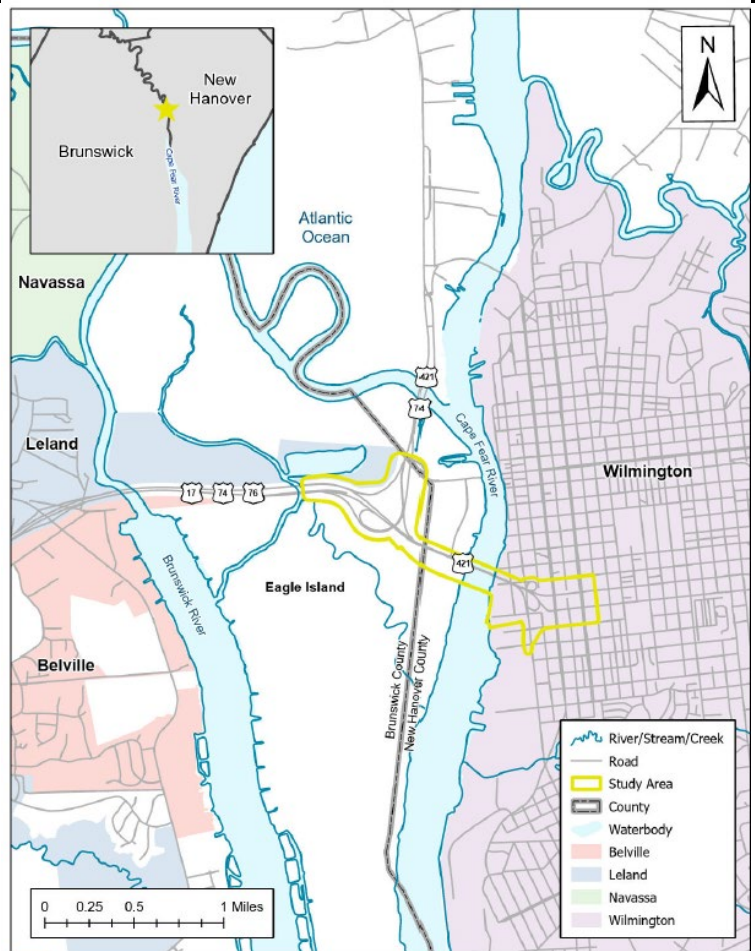 New
Hanover
Brunswick
Cape Fear River
N
Atlantic
Ocean
Navassa
421
74
Cape Fear River
Leland
Wilmington
17
74
76
421
Eagle Island
Brunswick River
Belville
Brunswick County
New Hanover County
River/Stream/Creek
Road
Study Area
County
Waterbody
Belville
Leland
Navassa
Wilmington
0 0.25 0.5 1 Miles